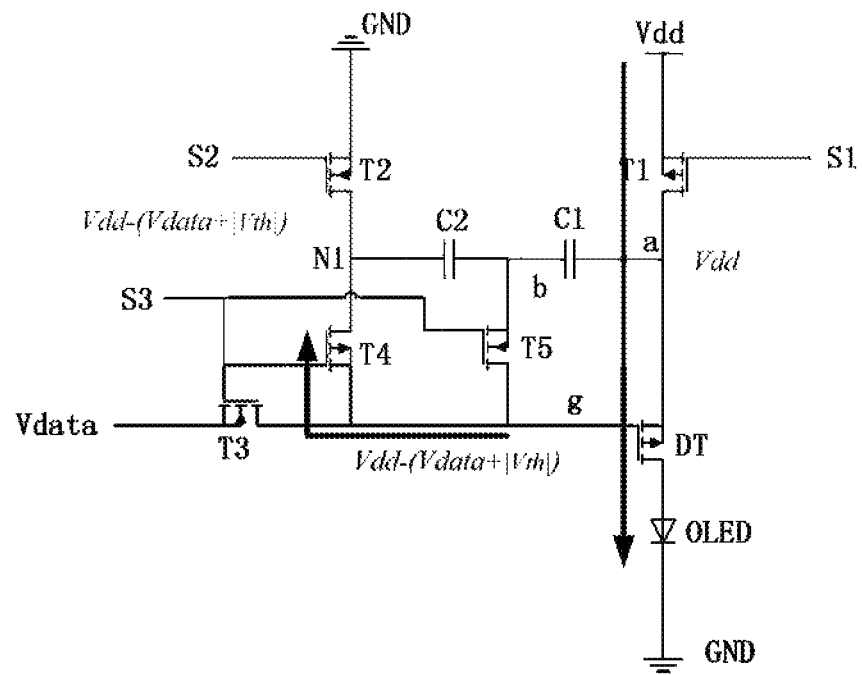 GND
Vdd
S2
T2
T1
S1
Vdd-(Vdata+|Vth|)
C2
C1
N1
b
a
Vdd
S3
T4
T5
g
Vdata
T3
Vdd-(Vdata+|Vth|)
DT
OLED
GND